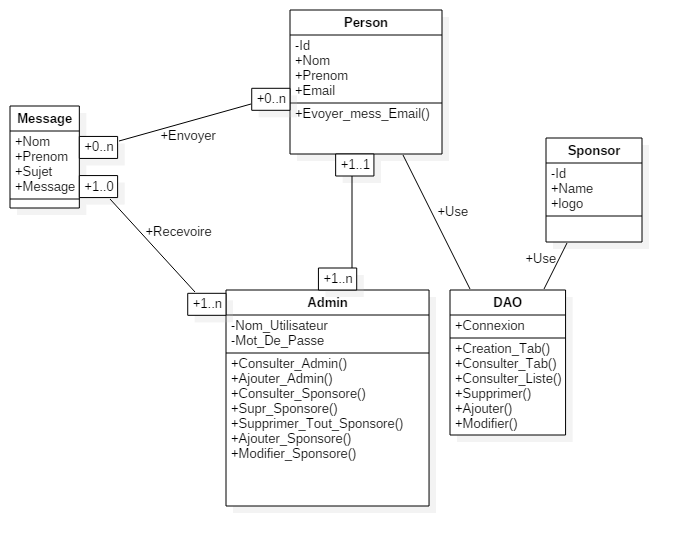 Person
-Id
+Nom
+Prenom
+Email
+Evoyer_mess_Email()
+0..n
+Envoyer
Message
+Nom
+Prenom
+Sujet
+Message
+0..n
+1..0
+1..1
Sponsor
-Id
+Name
+logo
+Use
+Recevoire
+Use
+1..n
+1..n
Admin
-Nom_Utilisateur
-Mot_De_Passe
+Consulter_Admin()
+Ajouter_Admin()
+Consulter_Sponsore()
+Supr_Sponsore()
+Supprimer_Tout_Sponsore()
+Ajouter_Sponsore()
+Modifier_Sponsore()
DAO
+Connexion
+Creation_Tab()
+Consulter_Tab()
+Consulter_Liste()
+Supprimer()
+Ajouter()
+Modifier()